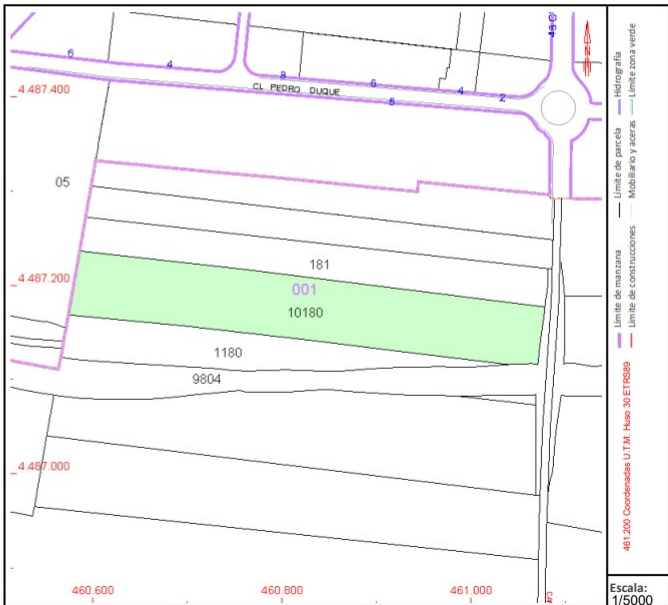 6
4
8
6
4
2
CL PEDRO DUQUE
5
4.487.400
05
181
4.487.200
001
10180
1180
9804
4.487.000
460.600
460.800
461.000
Hidrografía
Límite zona verde
Límite de parcela
Mobiliario y aceras
Límite de manzana
Límite de construcciones
461.200 Coordenadas U.T.M. Huso 30 ETRS89
Escala:
1/5000